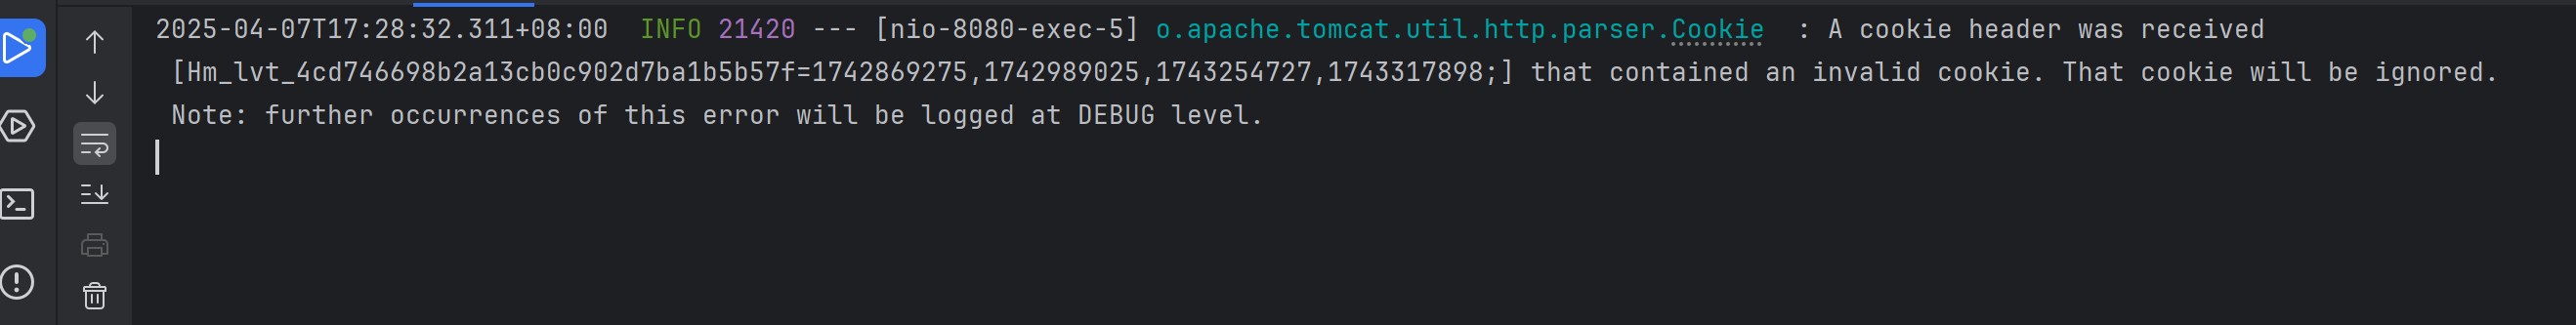 2025-04-07T17:28:32.311+08:00  INFO 21420 --- [nio-8080-exec-5] o.apache.tomcat.util.http.parser.Cookie  : A cookie header was received
[Hm_lvt_4cd746698b2a13cb0c902d7ba1b5b57f=1742869275,1742989025,1743254727,1743317898;] that contained an invalid cookie. That cookie will be ignored.
Note: further occurrences of this error will be logged at DEBUG level.